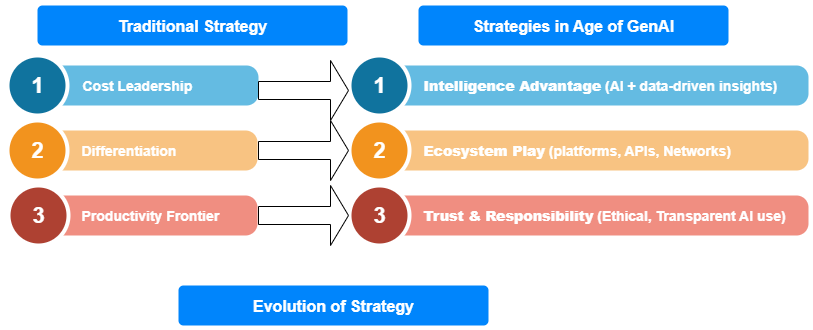 Traditional Strategy
Strategies in Age of GenAI
1
Cost Leadership
1
Intelligence Advantage (AI + data-driven insights)
2
Differentiation
2
Ecosystem Play (platforms, APIs, Networks)
3
Productivity Frontier
3
Trust & Responsibility (Ethical, Transparent AI use)
Evolution of Strategy